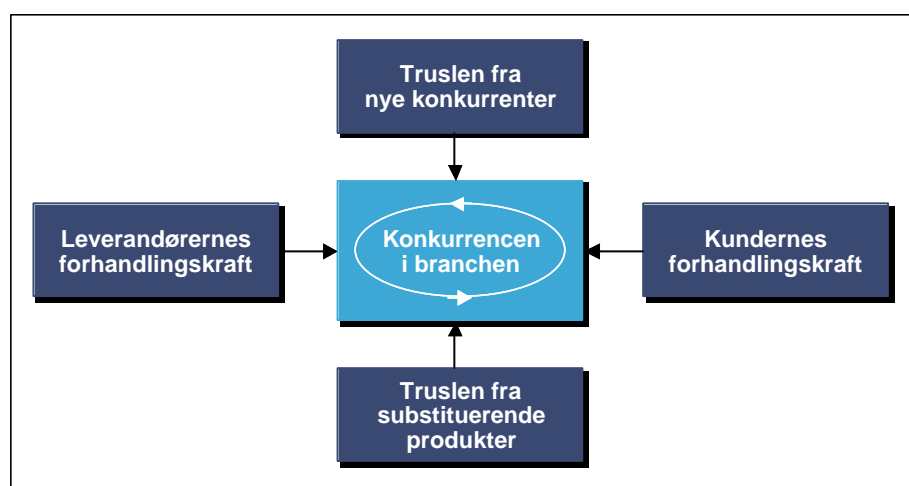 Truslen fra
nye konkurrenter
Leverandørernes
forhandlingskraft
Konkurrencen
i branchen
Kundernes
forhandlingskraft
Truslen fra
substituerende
produkter